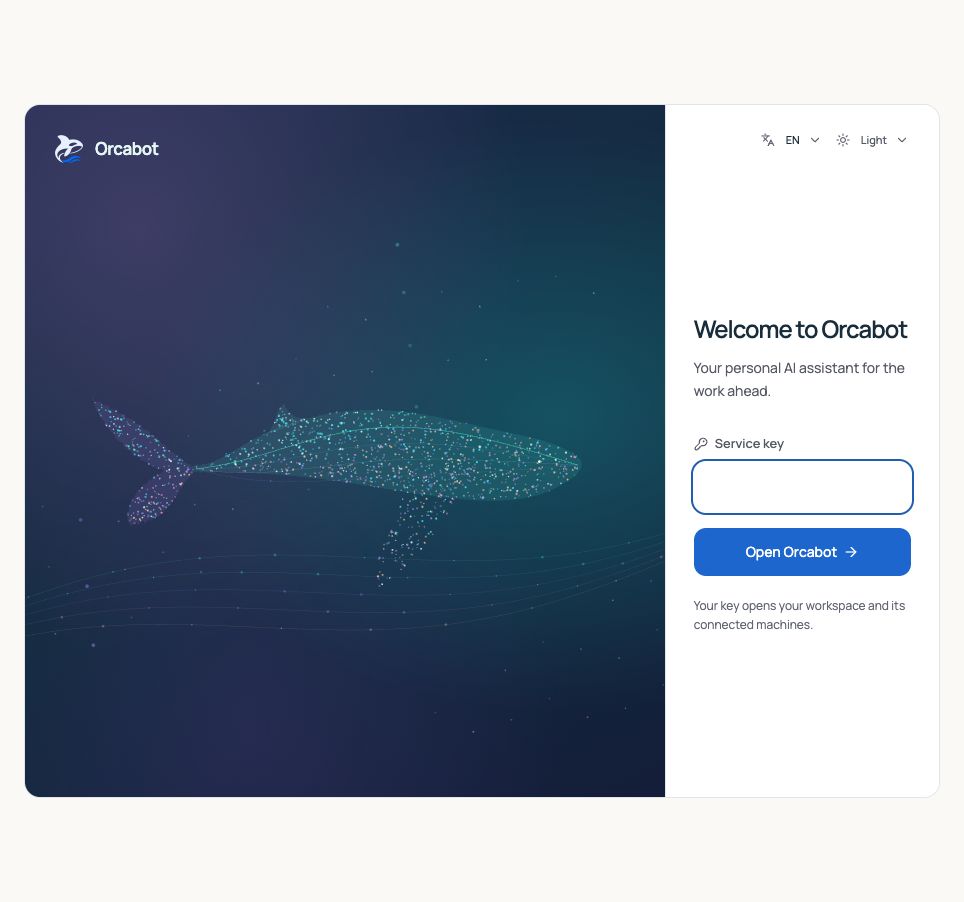 Orcabot
EN
Light
Welcome to Orcabot
Your personal AI assistant for the
work ahead.
Service key
Open Orcabot
Your key opens your workspace and its
connected machines.